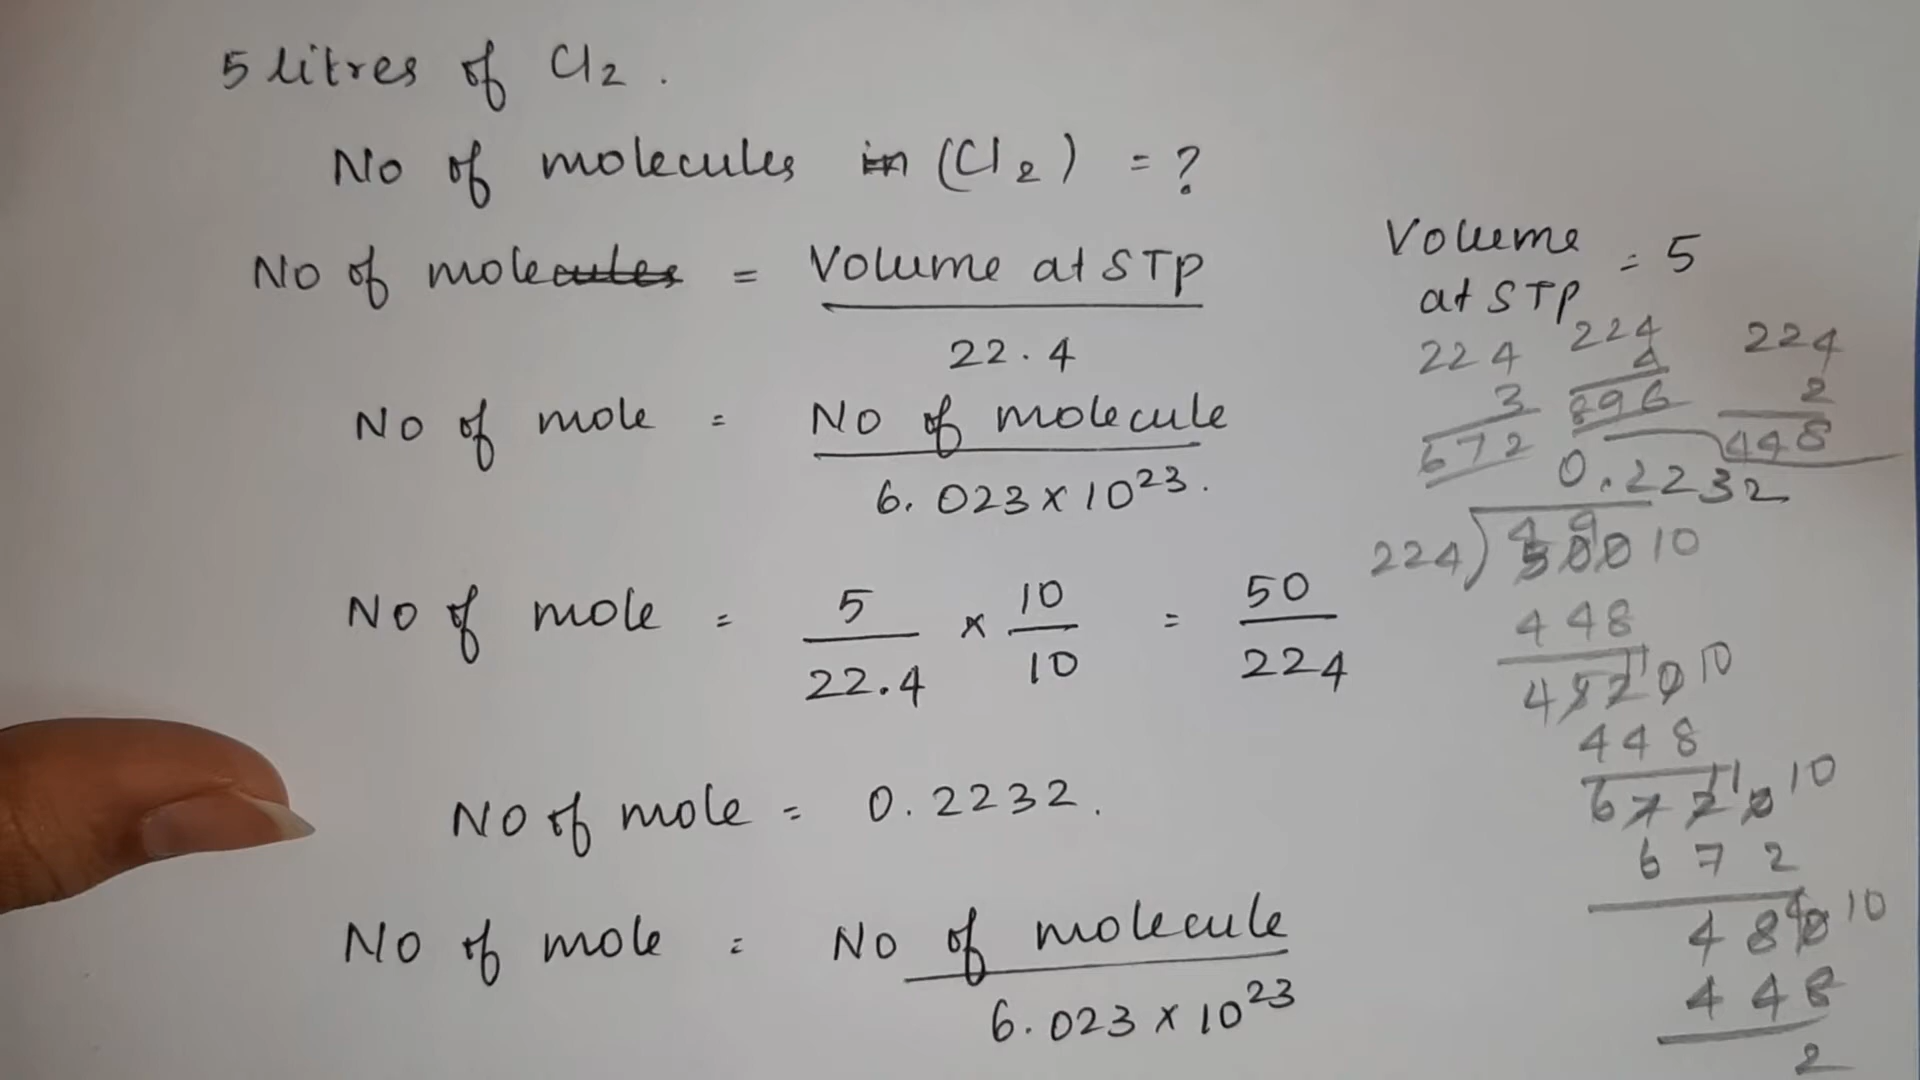 5 litres of Cl2.
No of molecules in (Cl2) = ?
No of molecules = Volume at STP
22.4
No of mole = No of molecule
6.023 x 10^23.
No of mole = 5/22.4 x 10/10 = 50/224
No of mole = 0.2232.
No of mole = No of molecule
6.023 x 10^23
Volume at STP = 5
224 224 224
3 4 2
672 896 448
0.2232
224) 500
448
520
448
720
672
480
448
2